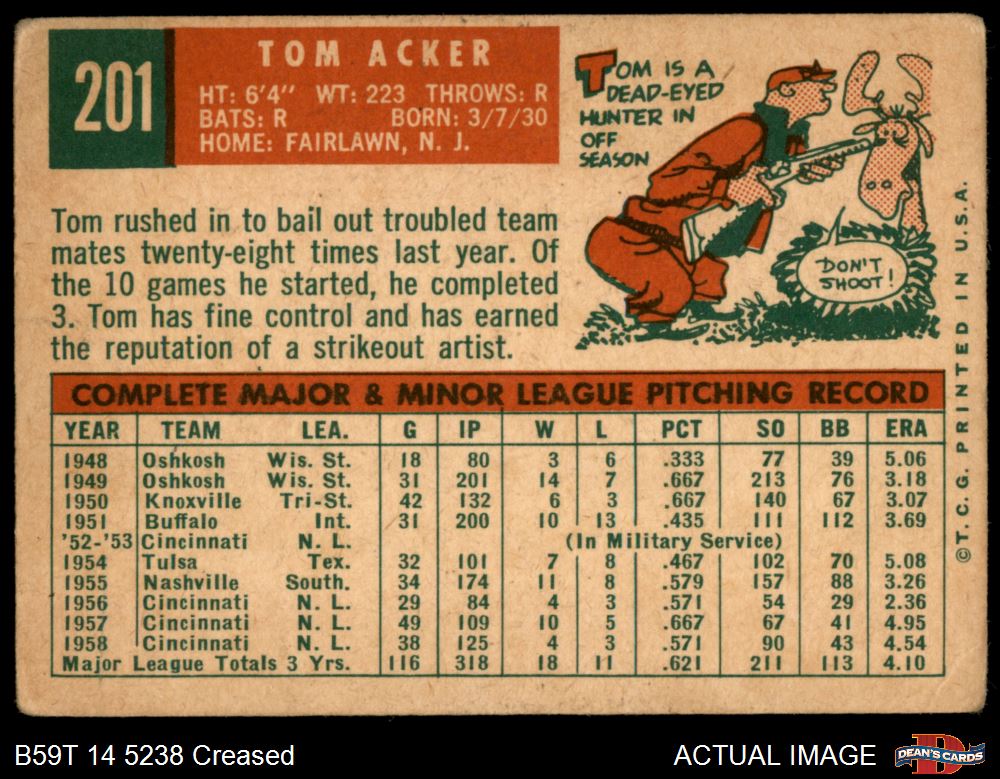 201
TOM ACKER
HT: 6'4" WT: 223 THROWS: R
BATS: R BORN: 3/7/30
HOME: FAIRLAWN, N. J.
TOM IS A
DEAD-EYED
HUNTER IN
OFF
SEASON
DON'T
SHOOT!
Tom rushed in to bail out troubled team
mates twenty-eight times last year. Of
the 10 games he started, he completed
3. Tom has fine control and has earned
the reputation of a strikeout artist.
COMPLETE MAJOR & MINOR LEAGUE PITCHING RECORD
YEAR TEAM LEA. G IP W L PCT SO BB ERA
1948 Oshkosh Wis. St. 18 80 3 6 .333 77 39 5.06
1949 Oshkosh Wis. St. 31 201 14 7 .667 213 76 3.18
1950 Knoxville Tri-St. 42 132 6 3 .667 140 67 3.07
1951 Buffalo Int. 31 200 10 13 .435 111 112 3.69
'52-'53 Cincinnati N. L. (In Military Service)
1954 Tulsa Tex. 32 101 7 8 .467 102 70 5.08
1955 Nashville South. 34 174 11 8 .579 157 88 3.26
1956 Cincinnati N. L. 29 84 4 3 .571 54 29 2.36
1957 Cincinnati N. L. 49 109 10 5 .667 67 41 4.95
1958 Cincinnati N. L. 38 125 4 3 .571 90 43 4.54
Major League Totals 3 Yrs. 116 318 18 11 .621 211 113 4.10
©T.C.G. PRINTED IN U.S.A.
B59T 14 5238 Creased
ACTUAL IMAGE
DEAN'S CARDS